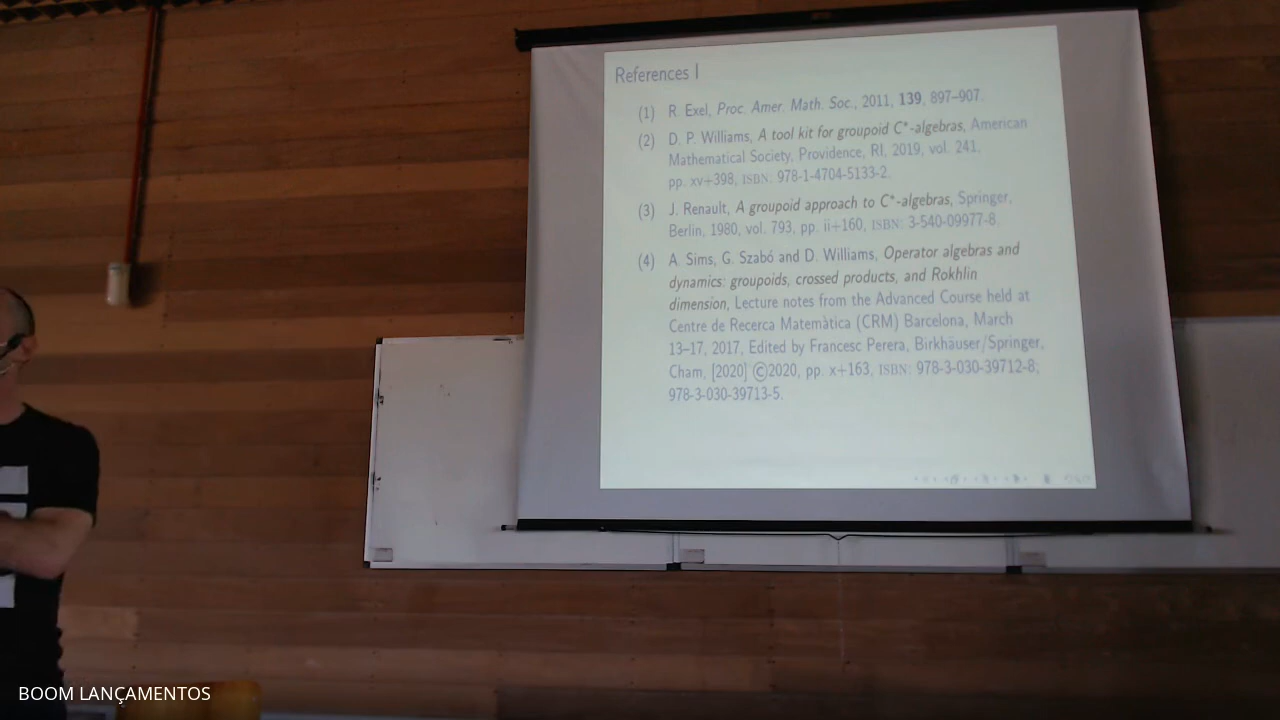 References I
(1) R. Exel, Proc. Amer. Math. Soc., 2011, 139, 897–907.
(2) D. P. Williams, A tool kit for groupoid C*-algebras, American
Mathematical Society, Providence, RI, 2019, vol. 241,
pp. xv+398, ISBN: 978-1-4704-5133-2.
(3) J. Renault, A groupoid approach to C*-algebras, Springer,
Berlin, 1980, vol. 793, pp. ii+160, ISBN: 3-540-09977-8.
(4) A. Sims, G. Szabó and D. Williams, Operator algebras and
dynamics: groupoids, crossed products, and Rokhlin
dimension, Lecture notes from the Advanced Course held at
Centre de Recerca Matemàtica (CRM) Barcelona, March
13–17, 2017, Edited by Francesc Perera, Birkhäuser/Springer,
Cham, [2020] ©2020, pp. x+163, ISBN: 978-3-030-39712-8;
978-3-030-39713-5.
BOOM LANÇAMENTOS